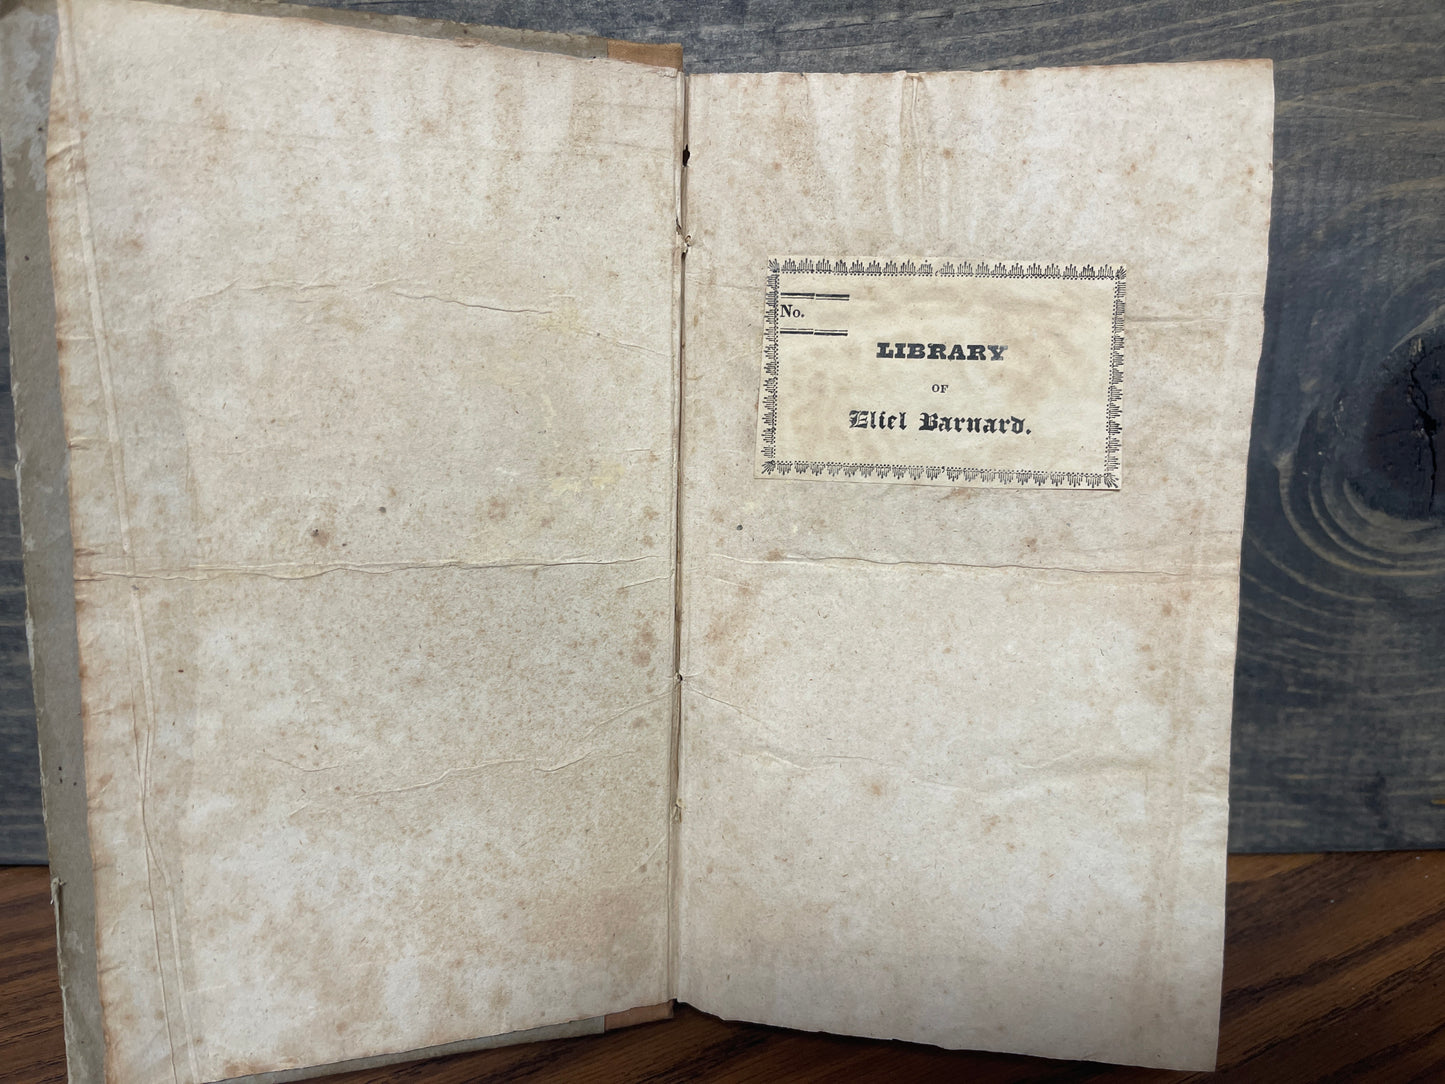 No.
LIBRARY
OF
Eliel Barnard.